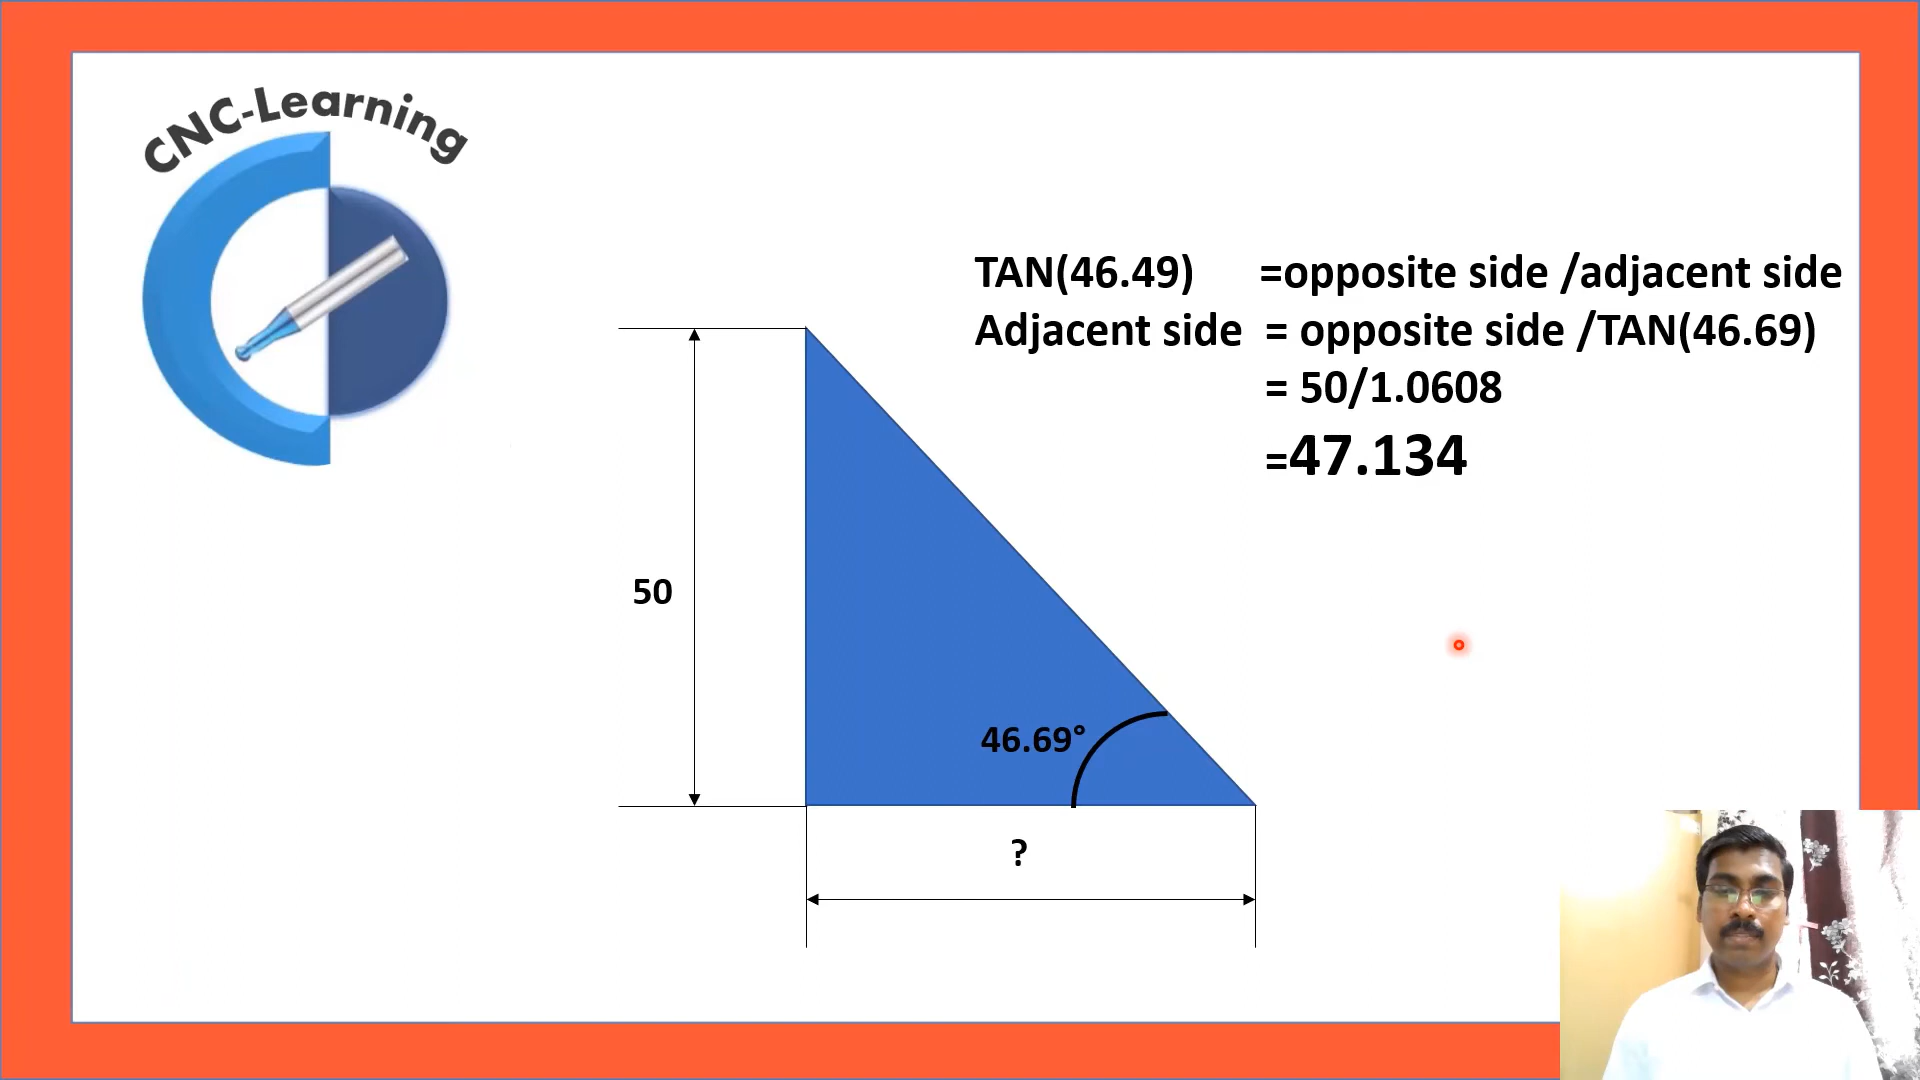 CNC-Learning
TAN(46.49) =opposite side /adjacent side
Adjacent side = opposite side /TAN(46.69)
= 50/1.0608
=47.134
50
46.69°
?